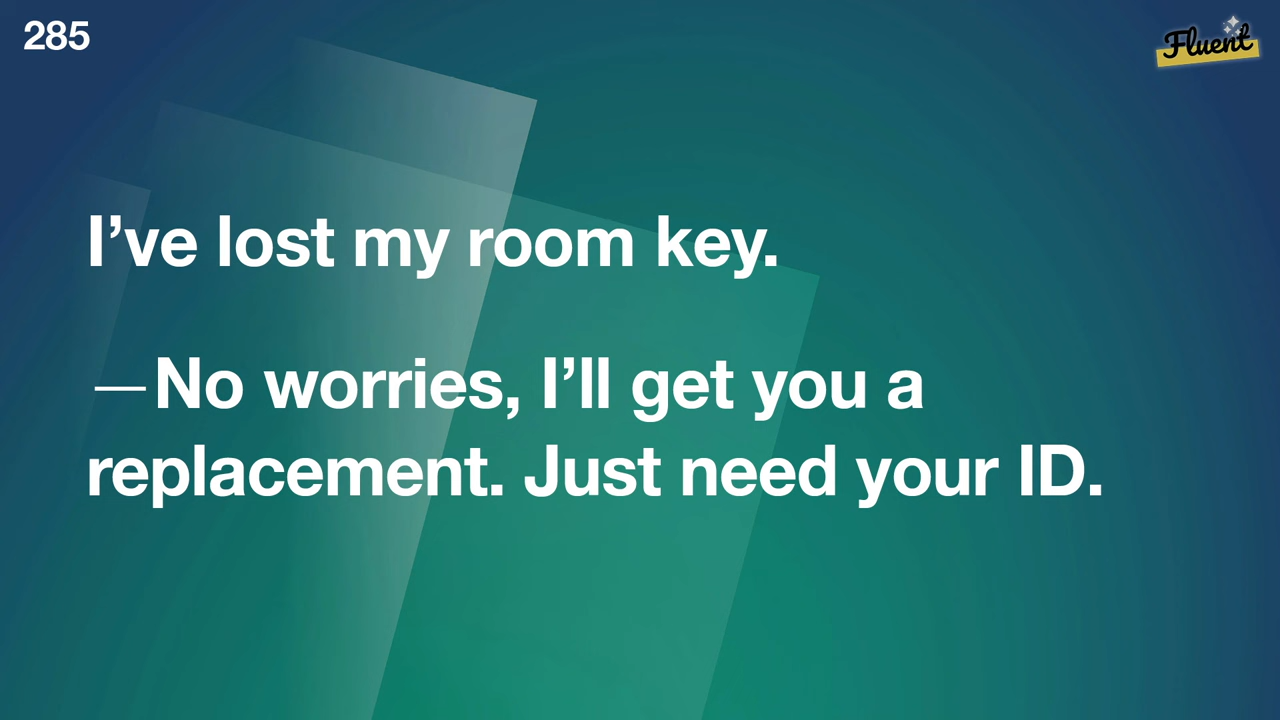 285
Fluent
I’ve lost my room key.
—No worries, I’ll get you a
replacement. Just need your ID.